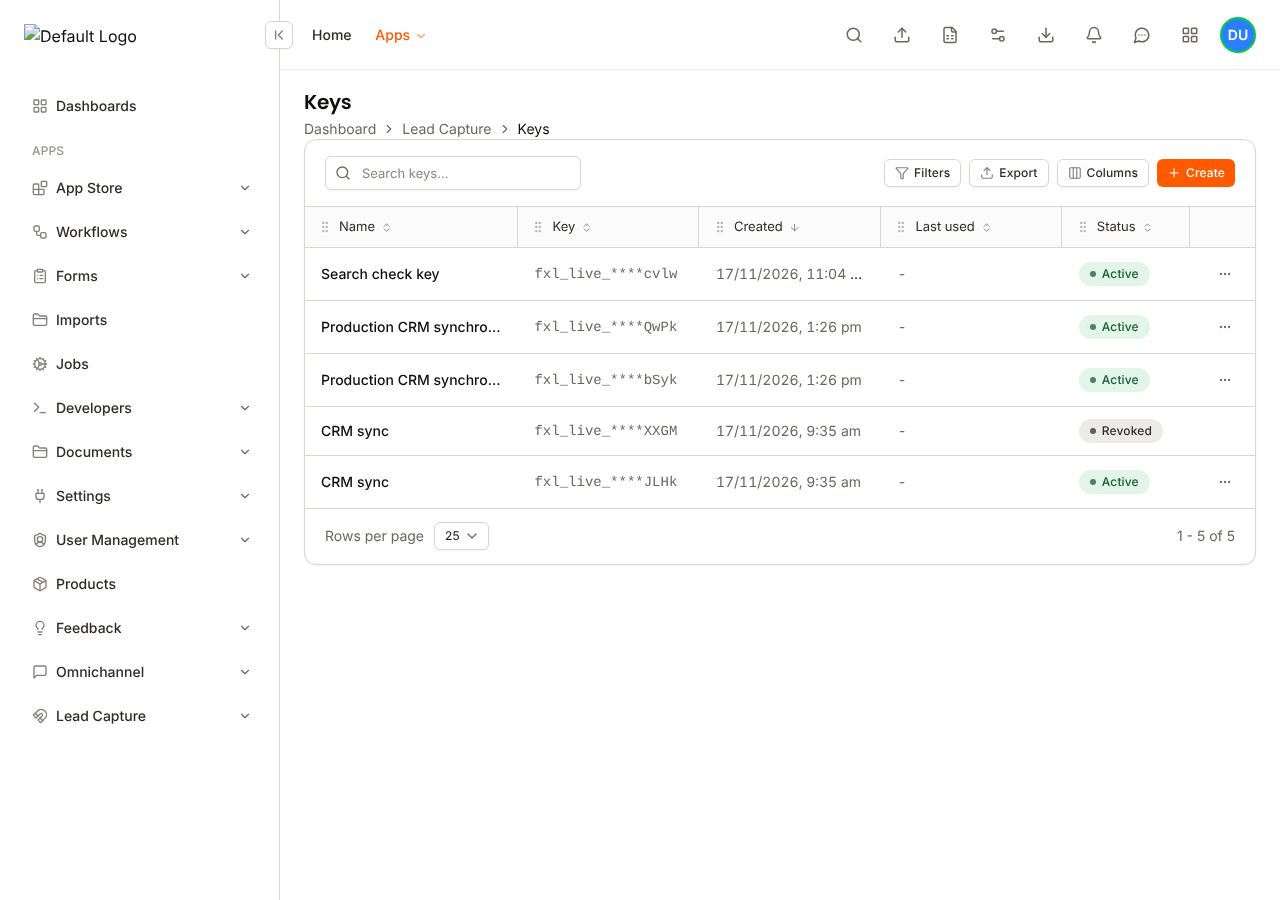 Default Logo
Home
Apps
DU
Dashboards
APPS
App Store
Workflows
Forms
Imports
Jobs
Developers
Documents
Settings
User Management
Products
Feedback
Omnichannel
Lead Capture
Keys
Dashboard > Lead Capture > Keys
Search keys...
Filters
Export
Columns
Create
Name Key Created Last used Status
Search check key fxl_live_****cvlw 17/11/2026, 11:04 ... - Active
Production CRM synchro... fxl_live_****QwPk 17/11/2026, 1:26 pm - Active
Production CRM synchro... fxl_live_****bSyk 17/11/2026, 1:26 pm - Active
CRM sync fxl_live_****XXGM 17/11/2026, 9:35 am - Revoked
CRM sync fxl_live_****JLHk 17/11/2026, 9:35 am - Active
Rows per page 25
1 - 5 of 5